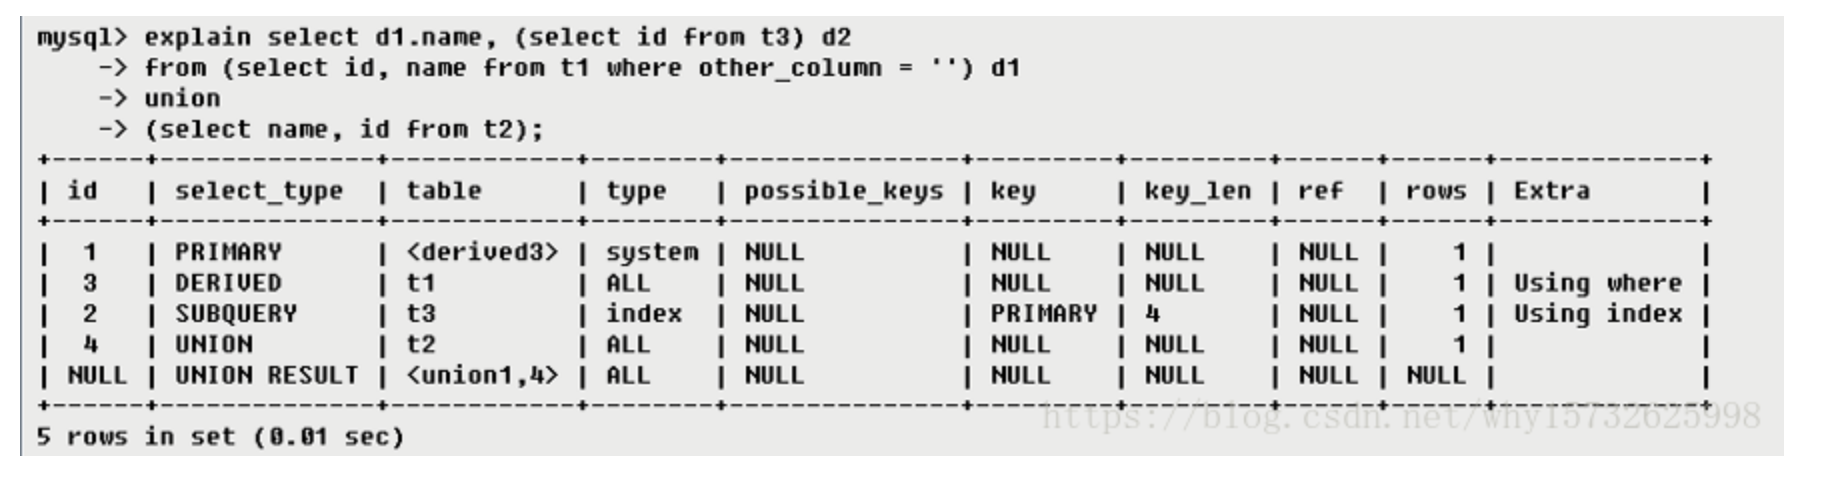 mysql> explain select d1.name, (select id from t3) d2
    -> from (select id, name from t1 where other_column = '') d1
    -> union
    -> (select name, id from t2);
+------+--------------+------------+--------+---------------+---------+---------+------+------+-------------+
| id   | select_type  | table      | type   | possible_keys | key     | key_len | ref  | rows | Extra       |
+------+--------------+------------+--------+---------------+---------+---------+------+------+-------------+
|  1   | PRIMARY      | <derived3> | system | NULL          | NULL    | NULL    | NULL |    1 |             |
|  3   | DERIVED      | t1         | ALL    | NULL          | NULL    | NULL    | NULL |    1 | Using where |
|  2   | SUBQUERY     | t3         | index  | NULL          | PRIMARY | 4       | NULL |    1 | Using index |
|  4   | UNION        | t2         | ALL    | NULL          | NULL    | NULL    | NULL |    1 |             |
| NULL | UNION RESULT | <union1,4> | ALL    | NULL          | NULL    | NULL    | NULL | NULL |             |
+------+--------------+------------+--------+---------------+---------+---------+------+------+-------------+
https://blog.csdn.net/why15732625998
5 rows in set (0.01 sec)